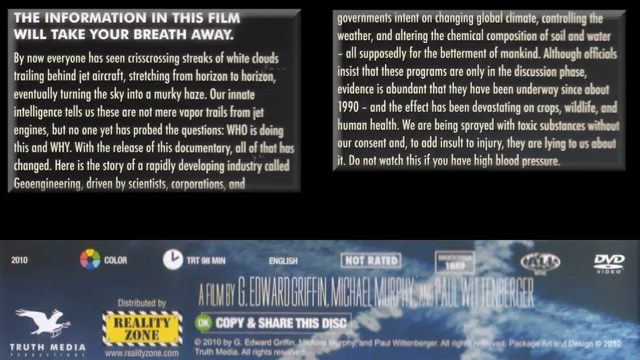 THE INFORMATION IN THIS FILM
WILL TAKE YOUR BREATH AWAY.
By now everyone has seen crisscrossing streaks of white clouds
trailing behind jet aircraft, stretching from horizon to horizon,
eventually turning the sky into a murky haze. Our innate
intelligence tells us these are not mere vapor trails from jet
engines, but no one yet has probed the questions: WHO is doing
this and WHY. With the release of this documentary, all of that has
changed. Here is the story of a rapidly developing industry called
Geoengineering, driven by scientists, corporations, and
governments intent on changing global climate, controlling the
weather, and altering the chemical composition of soil and water
– all supposedly for the betterment of mankind. Although officials
insist that these programs are only in the discussion phase,
evidence is abundant that they have been underway since about
1990 – and the effect has been devastating on crops, wildlife, and
human health. We are being sprayed with toxic substances without
our consent and, to add insult to injury, they are lying to us about
it. Do not watch this if you have high blood pressure.
2010 COLOR TRT 98 MIN ENGLISH NOT RATED WIDESCREEN 16X9 NTSC DVD VIDEO
A FILM BY G. EDWARD GRIFFIN, MICHAEL MURPHY, AND PAUL WITTENBERGER
Distributed by
REALITY
ZONE
www.realityzone.com
OK COPY & SHARE THIS DISC
TRUTH MEDIA
PRODUCTIONS
© 2010 by G. Edward Griffin, Michael Murphy, and Paul Wittenberger. All rights reserved. Package Art and Design © 2010
Truth Media. All rights reserved.